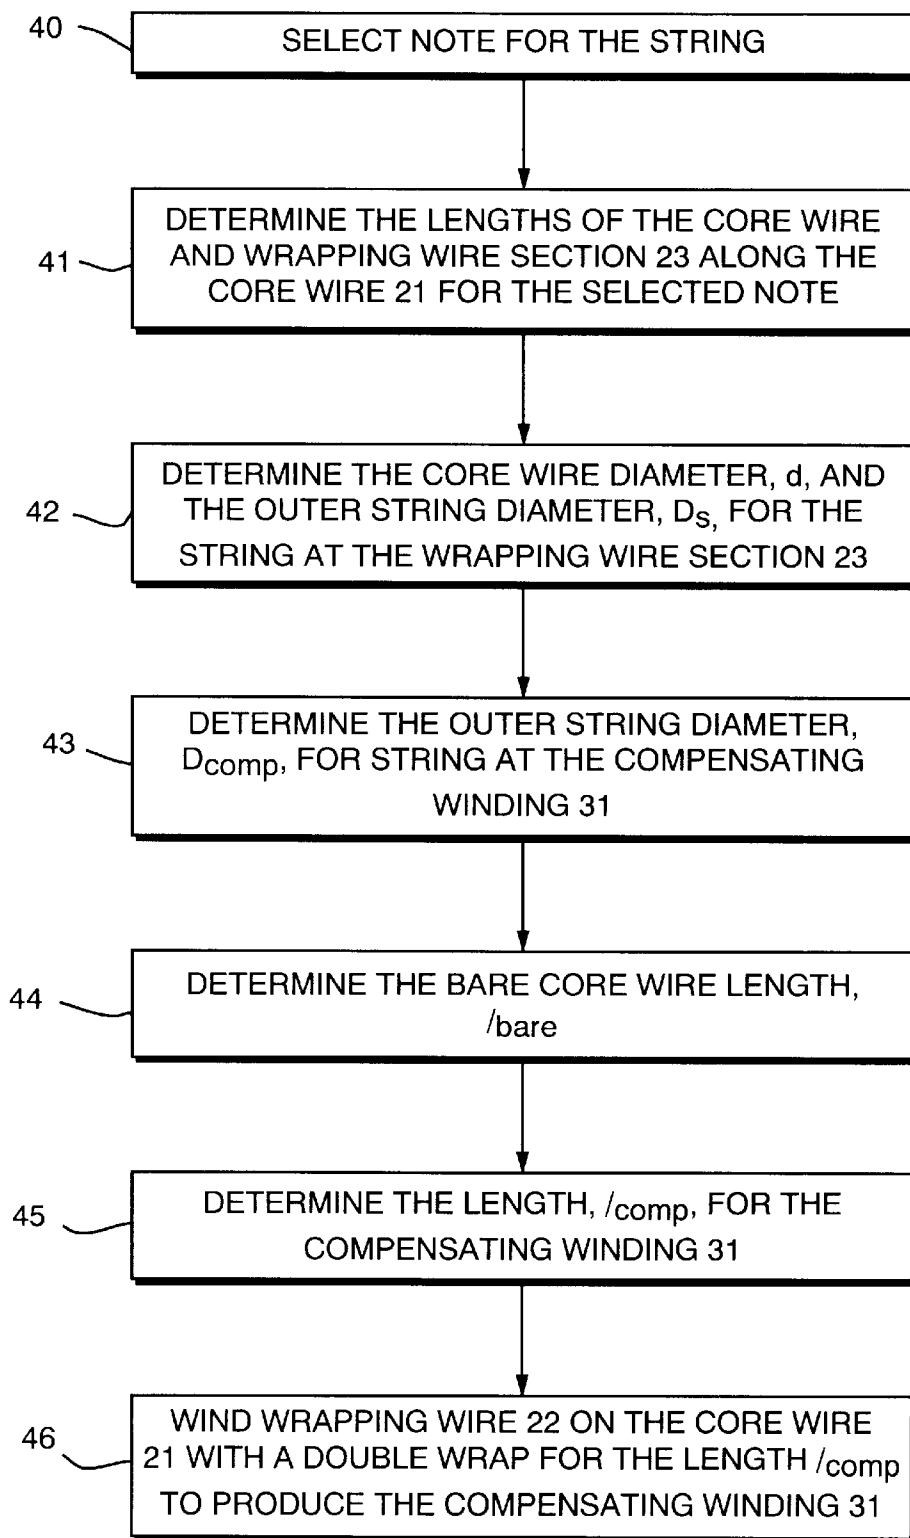 40
SELECT NOTE FOR THE STRING
41
DETERMINE THE LENGTHS OF THE CORE WIRE
AND WRAPPING WIRE SECTION 23 ALONG THE
CORE WIRE 21 FOR THE SELECTED NOTE
42
DETERMINE THE CORE WIRE DIAMETER, d, AND
THE OUTER STRING DIAMETER, Ds, FOR THE
STRING AT THE WRAPPING WIRE SECTION 23
43
DETERMINE THE OUTER STRING DIAMETER,
Dcomp, FOR STRING AT THE COMPENSATING
WINDING 31
44
DETERMINE THE BARE CORE WIRE LENGTH,
lbare
45
DETERMINE THE LENGTH, lcomp, FOR THE
COMPENSATING WINDING 31
46
WIND WRAPPING WIRE 22 ON THE CORE WIRE
21 WITH A DOUBLE WRAP FOR THE LENGTH lcomp
TO PRODUCE THE COMPENSATING WINDING 31